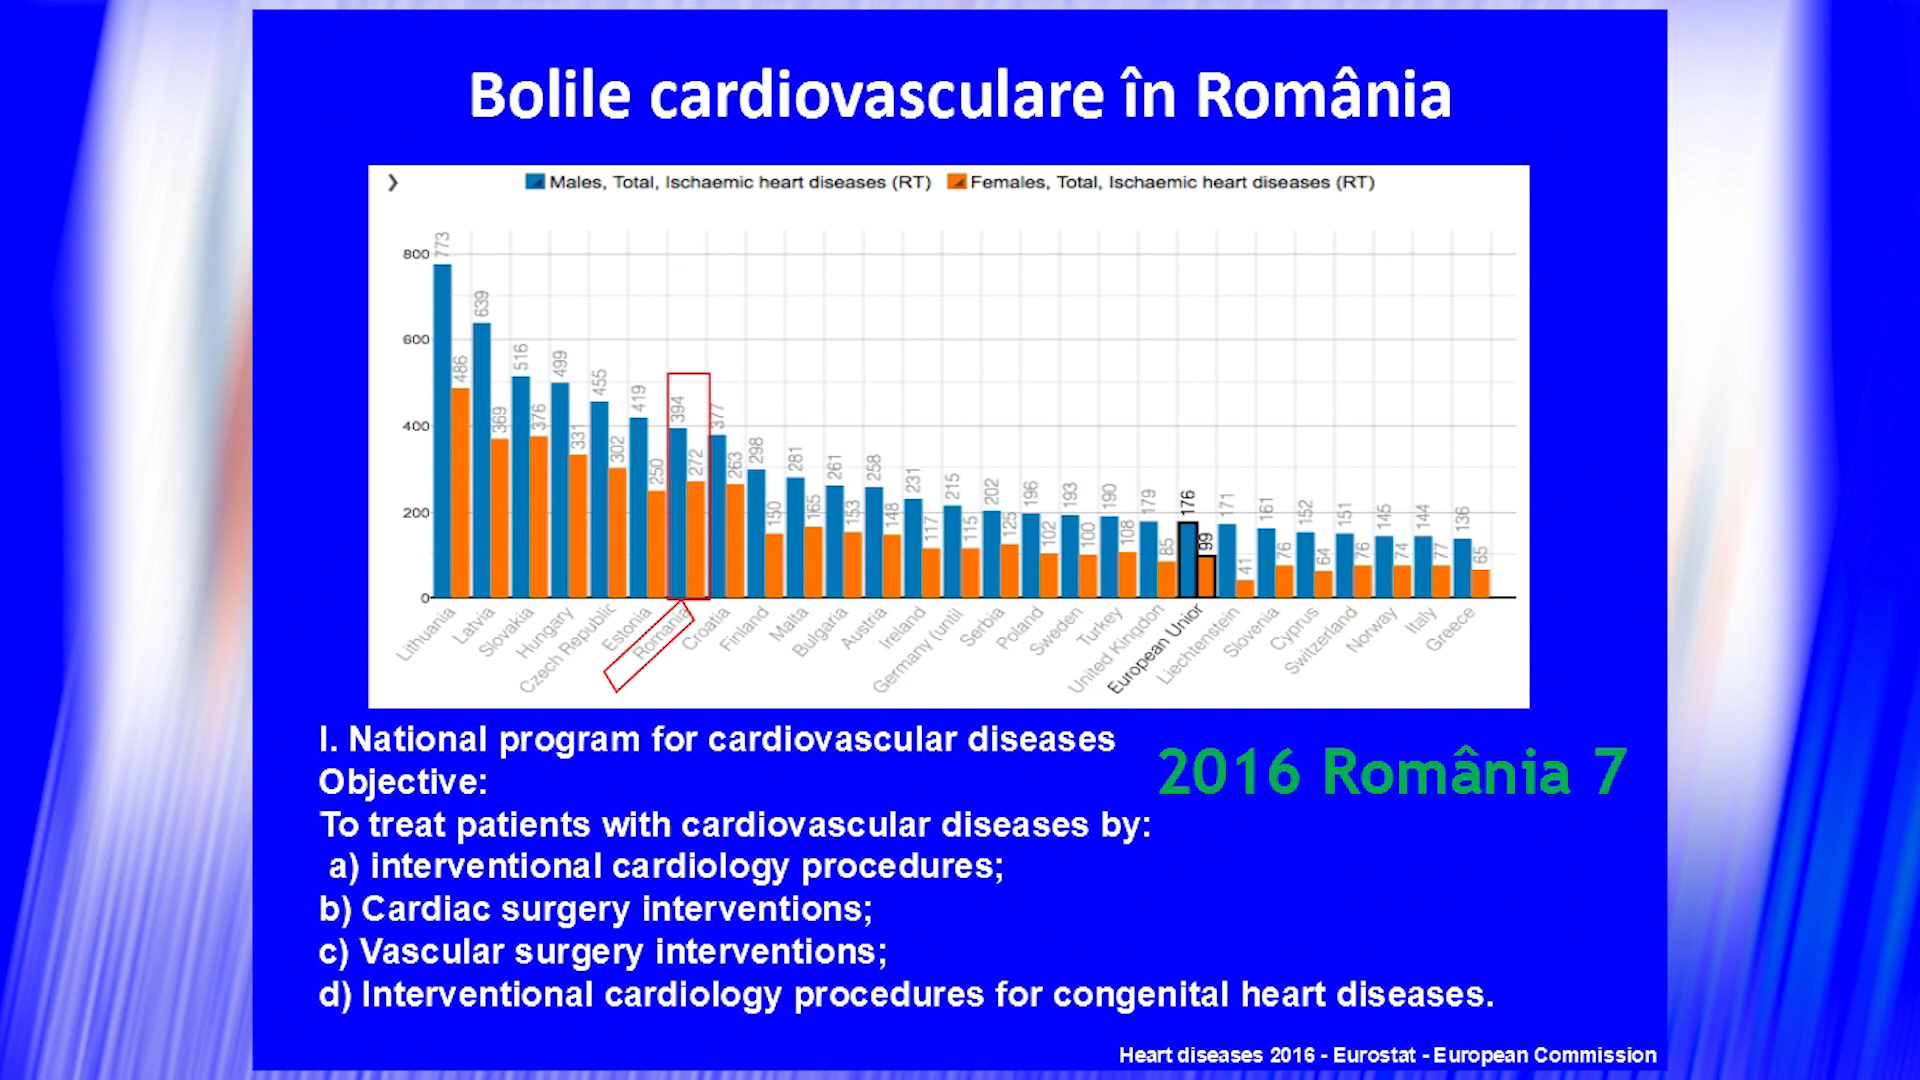 Bolile cardiovasculare în România
Males, Total, Ischaemic heart diseases (RT) Females, Total, Ischaemic heart diseases (RT)
800
600
400
200
0
773 486
639 369
516 376
499 331
455 302
419 250
394 272
377 263
298 150
281 165
261 153
258 148
231 117
215 115
202 125
196 102
193 100
190 108
179 85
176 99
171 41
161 76
152 64
151 76
145 74
144 77
136 65
Lithuania
Latvia
Slovakia
Hungary
Czech Republic
Estonia
Romania
Croatia
Finland
Malta
Bulgaria
Austria
Ireland
Germany (until
Serbia
Poland
Sweden
Turkey
United Kingdon
European Unior
Liechtenstein
Slovenia
Cyprus
Switzerland
Norway
Italy
Greece
I. National program for cardiovascular diseases
2016 România 7
Objective:
To treat patients with cardiovascular diseases by:
a) interventional cardiology procedures;
b) Cardiac surgery interventions;
c) Vascular surgery interventions;
d) Interventional cardiology procedures for congenital heart diseases.
Heart diseases 2016 - Eurostat - European Commission